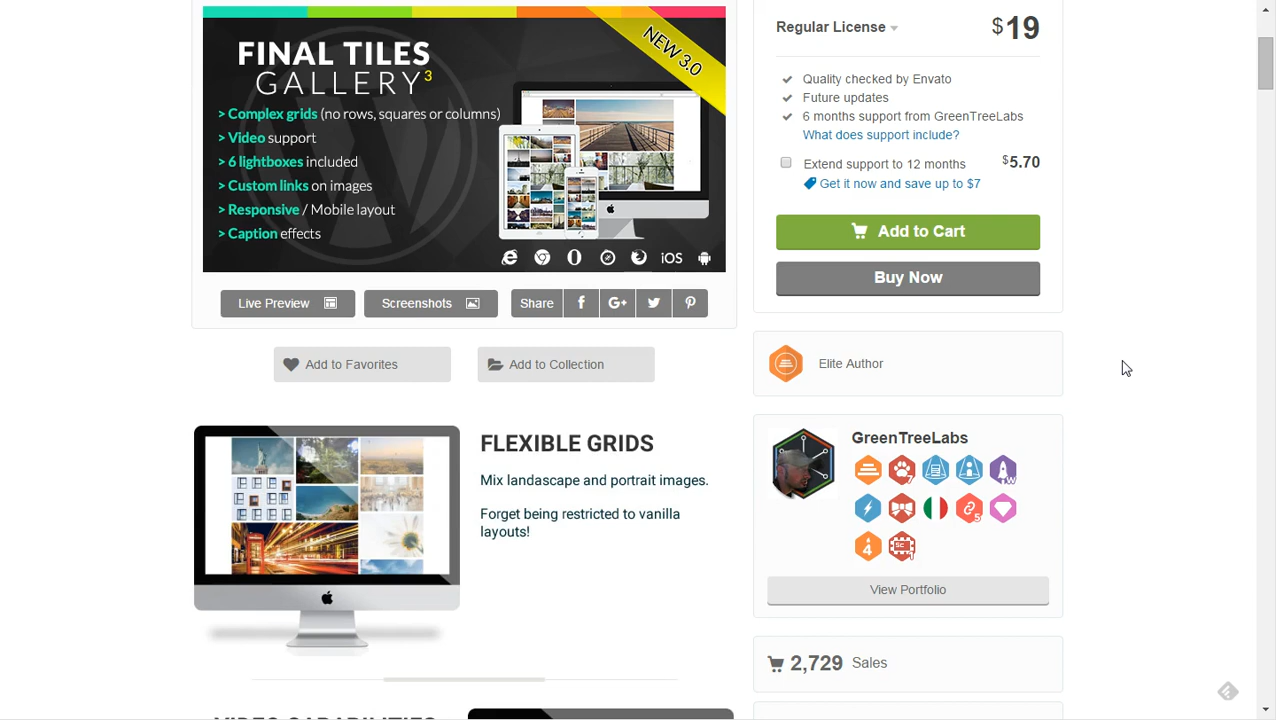 FINAL TILES
GALLERY³
> Complex grids (no rows, squares or columns)
> Video support
> 6 lightboxes included
> Custom links on images
> Responsive / Mobile layout
> Caption effects
NEW 3.0
iOS
Live Preview
Screenshots
Share
G+
Add to Favorites
Add to Collection
FLEXIBLE GRIDS
Mix landscape and portrait images.
Forget being restricted to vanilla
layouts!
VIDEO CAPABILITIES
Regular License
$19
Quality checked by Envato
Future updates
6 months support from GreenTreeLabs
What does support include?
Extend support to 12 months
$5.70
Get it now and save up to $7
Add to Cart
Buy Now
Elite Author
GreenTreeLabs
7
W
5
4
View Portfolio
2,729 Sales